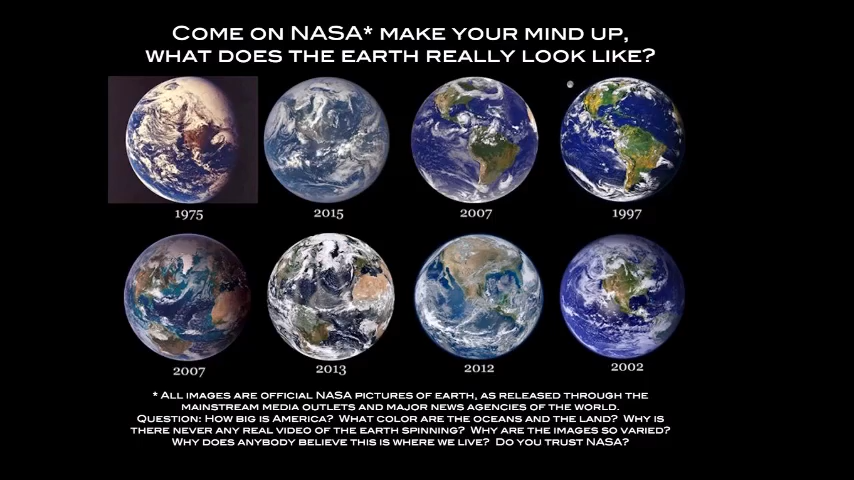 COME ON NASA* MAKE YOUR MIND UP,
WHAT DOES THE EARTH REALLY LOOK LIKE?
1975 2015 2007 1997
2007 2013 2012 2002
* ALL IMAGES ARE OFFICIAL NASA PICTURES OF EARTH, AS RELEASED THROUGH THE
MAINSTREAM MEDIA OUTLETS AND MAJOR NEWS AGENCIES OF THE WORLD.
QUESTION: HOW BIG IS AMERICA? WHAT COLOR ARE THE OCEANS AND THE LAND? WHY IS
THERE NEVER ANY REAL VIDEO OF THE EARTH SPINNING? WHY ARE THE IMAGES SO VARIED?
WHY DOES ANYBODY BELIEVE THIS IS WHERE WE LIVE? DO YOU TRUST NASA?